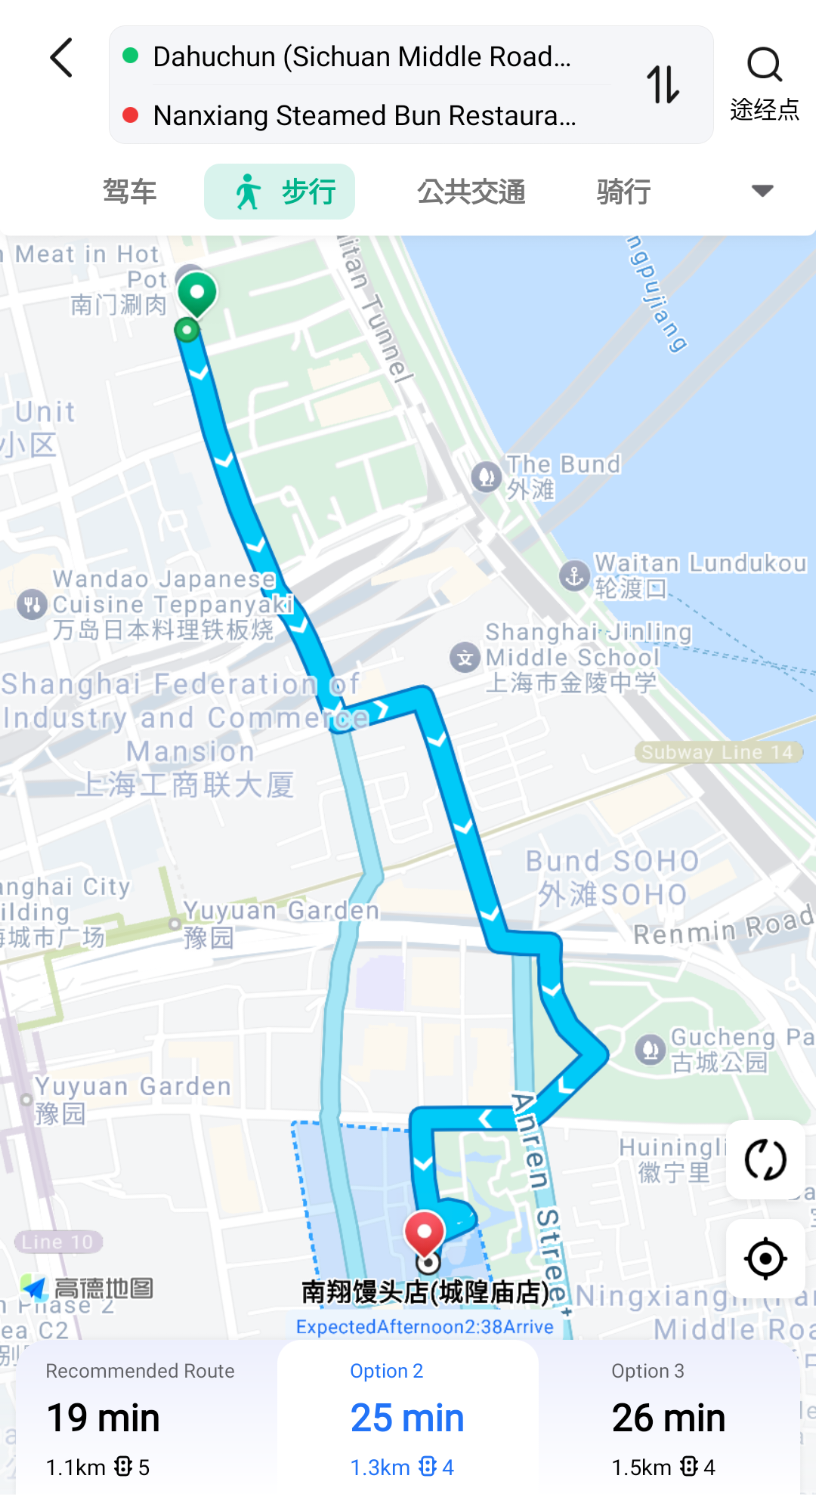 Dahuchun (Sichuan Middle Road...
Nanxiang Steamed Bun Restaura...
途经点
驾车
步行
公共交通
骑行
Meat in Hot
Pot
南门涮肉
aitan Tunnel
ngpujiang
Unit
小区
The Bund
外滩
Waitan Lundukou
轮渡口
Wandao Japanese
Cuisine Teppanyaki
万岛日本料理铁板烧
Shanghai Jinling
Middle School
上海市金陵中学
Shanghai Federation of
Industry and Commerce
Mansion
上海工商联大厦
Subway Line 14
Bund SOHO
外滩SOHO
anghai City
ilding
海城市广场
Yuyuan Garden
豫园
Renmin Road
Gucheng Pa
古城公园
Yuyuan Garden
豫园
Anren Street
Huiningli
徽宁里
Line 10
高德地图
南翔馒头店(城隍庙店)
Phase 2
ea C2
Ningxiangli (Pa
Middle Roa
ExpectedAfternoon2:38Arrive
Recommended Route
19 min
1.1km 5
Option 2
25 min
1.3km 4
Option 3
26 min
1.5km 4